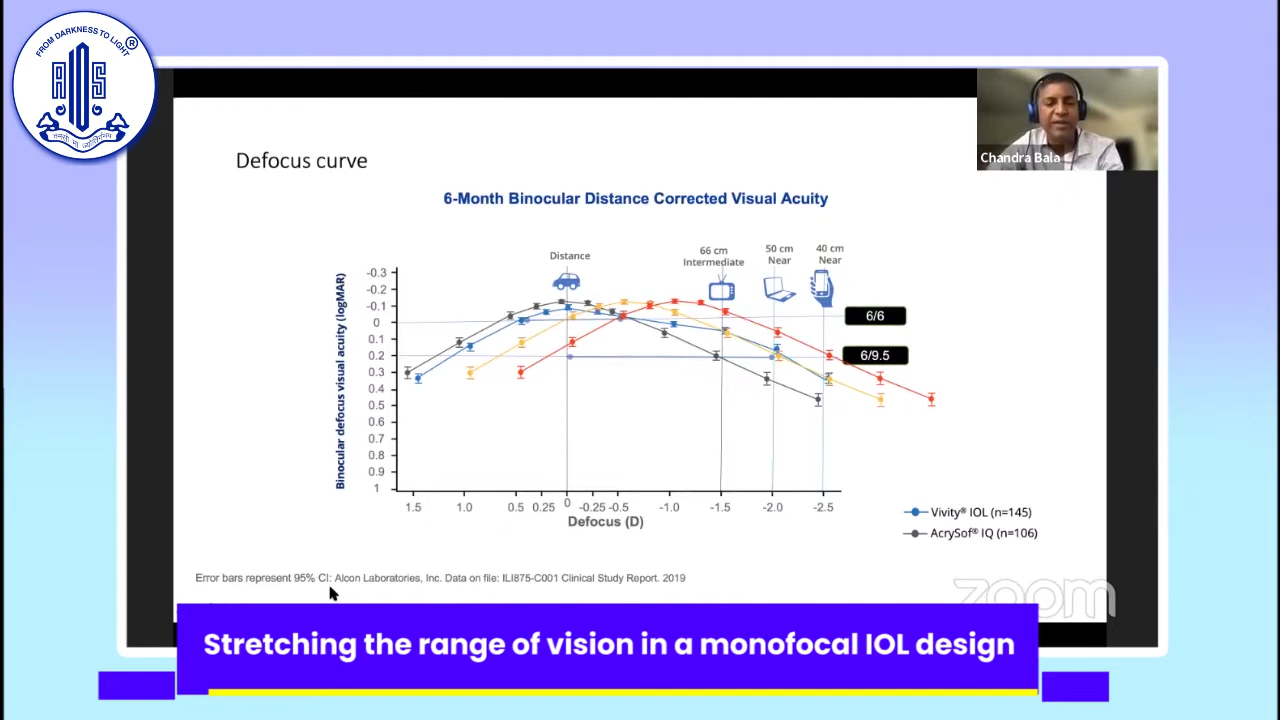 FROM DARKNESS TO LIGHT
®
AIOS
तमसो मा ज्योतिर्गमय
Chandra Bala
Defocus curve
6-Month Binocular Distance Corrected Visual Acuity
Distance
66 cm
Intermediate
50 cm
Near
40 cm
Near
Binocular defocus visual acuity (logMAR)
-0.3
-0.2
-0.1
0
0.1
0.2
0.3
0.4
0.5
0.6
0.7
0.8
0.9
1
6/6
6/9.5
1.5 1.0 0.5 0.25 0 -0.25 -0.5 -1.0 -1.5 -2.0 -2.5
Defocus (D)
Vivity® IOL (n=145)
AcrySof® IQ (n=106)
Error bars represent 95% CI: Alcon Laboratories, Inc. Data on file: ILI875-C001 Clinical Study Report. 2019
zoom
Stretching the range of vision in a monofocal IOL design